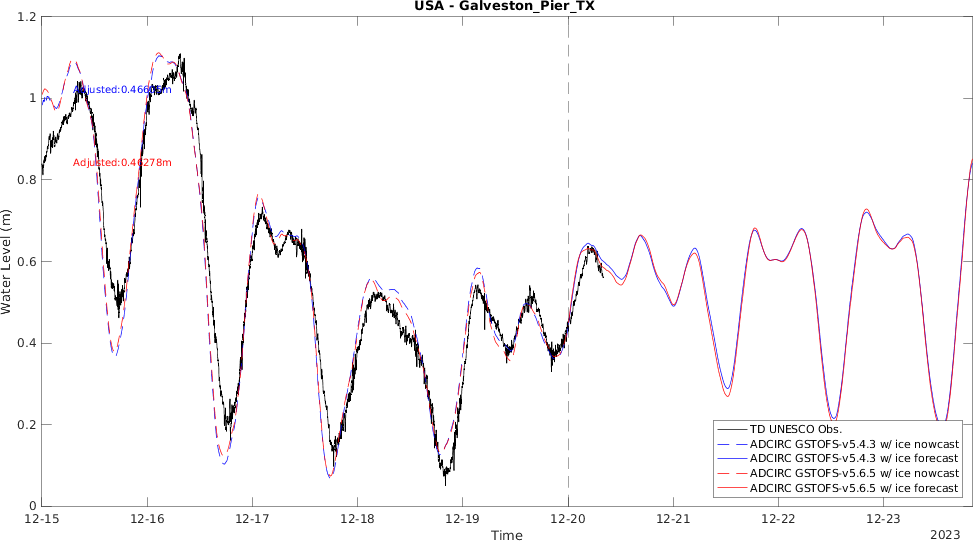 USA - Galveston_Pier_TX
1.2
1
0.8
0.6
0.4
0.2
0
Water Level (m)
Adjusted:0.46278m
12-15
12-16
12-17
12-18
12-19
12-20
12-21
12-22
12-23
Time
2023
TD UNESCO Obs.
ADCIRC GSTOFS-v5.4.3 w/ ice nowcast
ADCIRC GSTOFS-v5.4.3 w/ ice forecast
ADCIRC GSTOFS-v5.6.5 w/ ice nowcast
ADCIRC GSTOFS-v5.6.5 w/ ice forecast